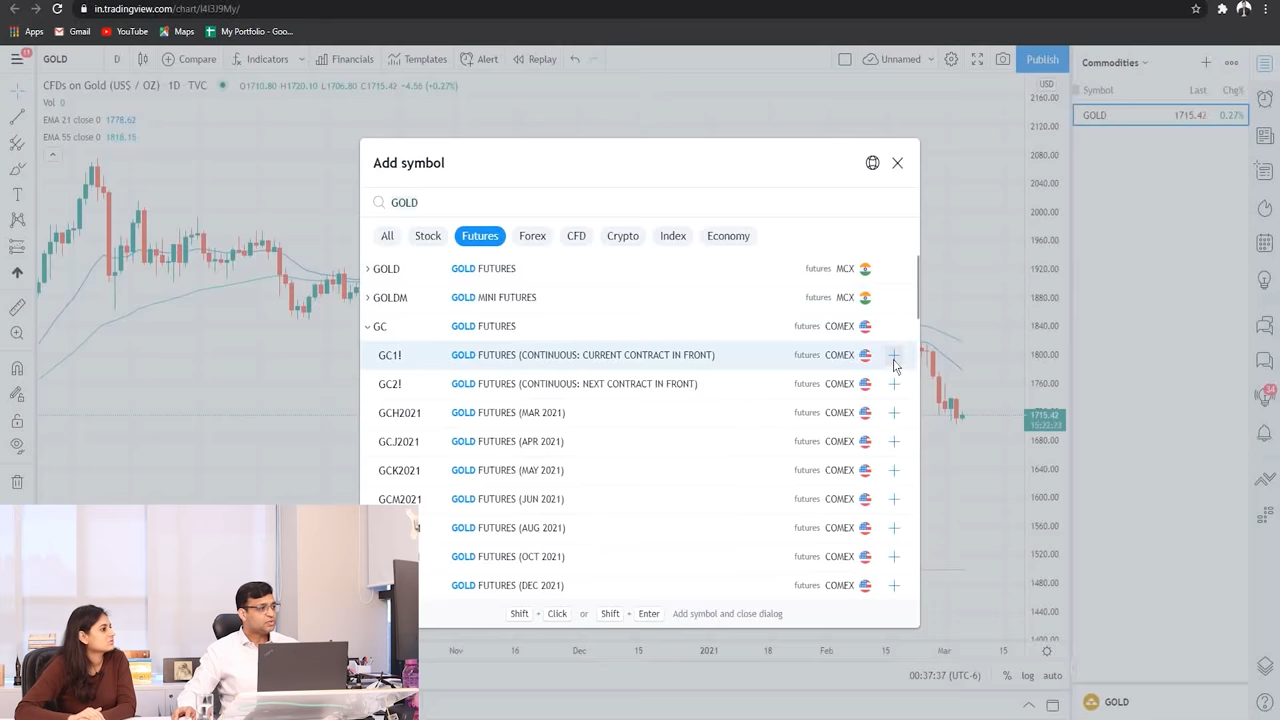 in.tradingview.com/chart/l4l3J9My/
Apps Gmail YouTube Maps My Portfolio - Goo...
11
GOLD D Compare Indicators Financials Templates Alert Replay Unnamed Publish
Commodities
CFDs on Gold (US$ / OZ) 1D TVC O1710.80 H1720.10 L1706.80 C1715.42 -4.56 (+0.27%)
Vol 0
EMA 21 close 0 1778.62
EMA 55 close 0 1816.15
USD
2160.00
2120.00
2080.00
2040.00
2000.00
1960.00
1920.00
1880.00
1840.00
1800.00
1760.00
1715.42
15:22:23
1680.00
1640.00
1600.00
1560.00
1520.00
1480.00
1440.00
1400.00
Symbol Last Chg%
GOLD 1715.42 0.27%
Add symbol
GOLD
All Stock Futures Forex CFD Crypto Index Economy
GOLD GOLD FUTURES futures MCX
GOLDM GOLD MINI FUTURES futures MCX
GC GOLD FUTURES futures COMEX
GC1! GOLD FUTURES (CONTINUOUS: CURRENT CONTRACT IN FRONT) futures COMEX
GC2! GOLD FUTURES (CONTINUOUS: NEXT CONTRACT IN FRONT) futures COMEX
GCH2021 GOLD FUTURES (MAR 2021) futures COMEX
GCJ2021 GOLD FUTURES (APR 2021) futures COMEX
GCK2021 GOLD FUTURES (MAY 2021) futures COMEX
GCM2021 GOLD FUTURES (JUN 2021) futures COMEX
GOLD FUTURES (AUG 2021) futures COMEX
GOLD FUTURES (OCT 2021) futures COMEX
GOLD FUTURES (DEC 2021) futures COMEX
Shift + Click or Shift + Enter Add symbol and close dialog
34
Nov 16 Dec 15 2021 18 Feb 15 Mar 15
00:37:37 (UTC-6) % log auto
GOLD